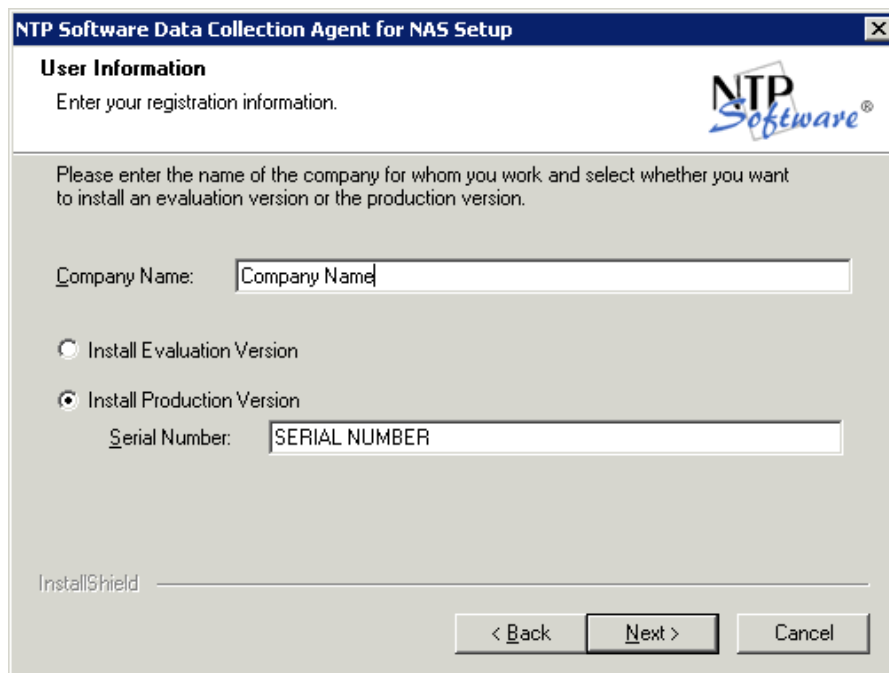 NTP Software Data Collection Agent for NAS Setup
User Information
Enter your registration information.
NTP
Software®
Please enter the name of the company for whom you work and select whether you want
to install an evaluation version or the production version.
Company Name: Company Name
Install Evaluation Version
Install Production Version
Serial Number: SERIAL NUMBER
InstallShield
< Back Next > Cancel